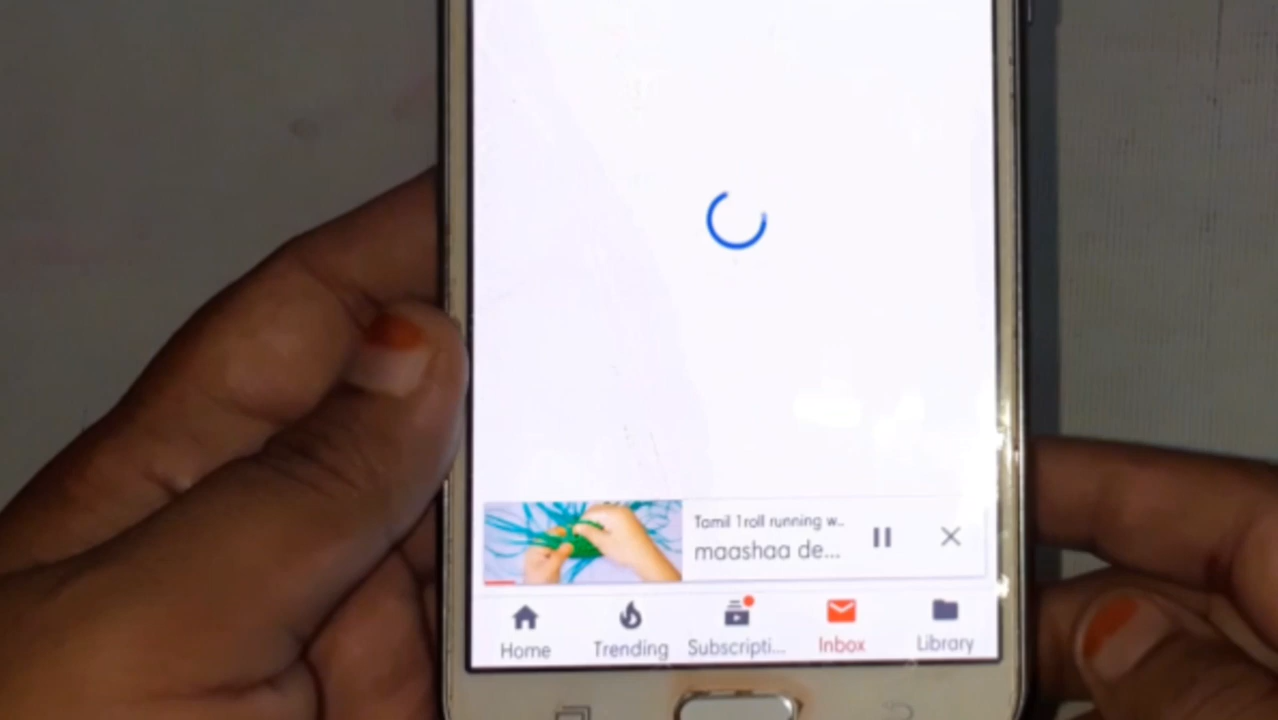 Tamil 1roll running w..
maashaa de...
Home
Trending
Subscripti...
Inbox
Library